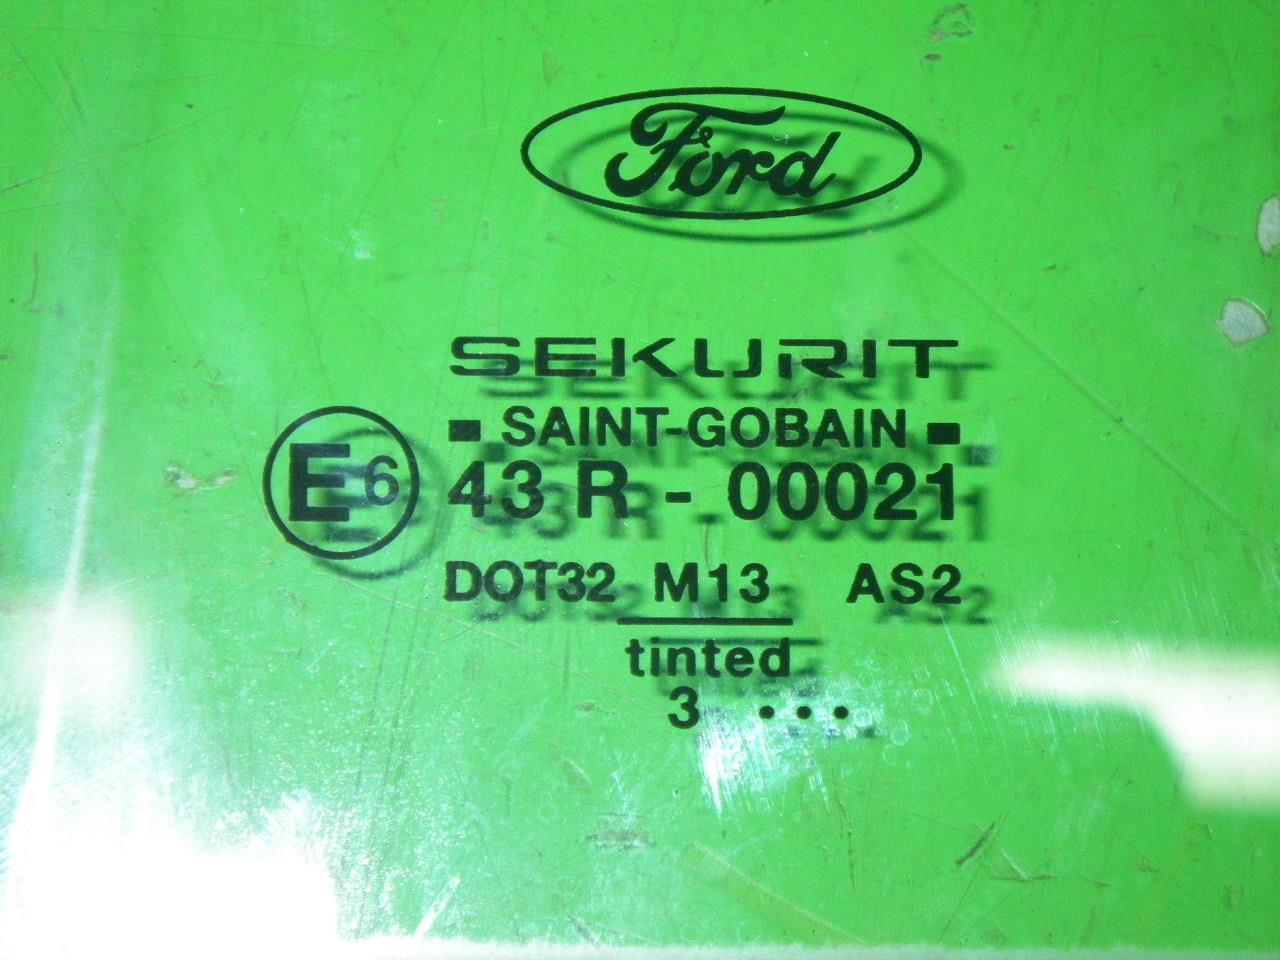 Ford
SEKURIT
▪ SAINT-GOBAIN ▪
E6 43 R - 00021
DOT32 M13 AS2
tinted
3 ...